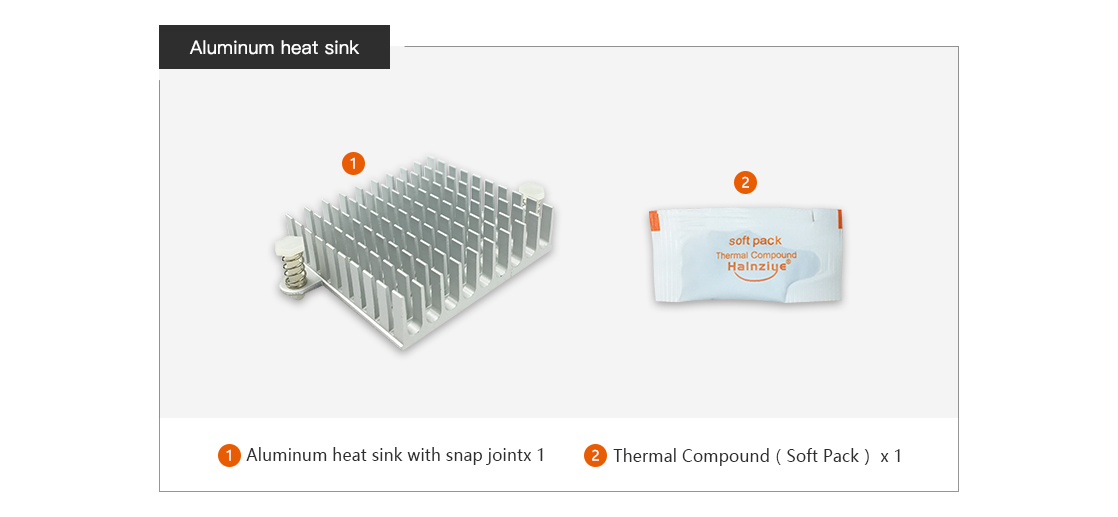 Aluminum heat sink
1
2
soft pack
Thermal Compound
Halnziye®
1 Aluminum heat sink with snap jointx 1
2 Thermal Compound ( Soft Pack ) x 1